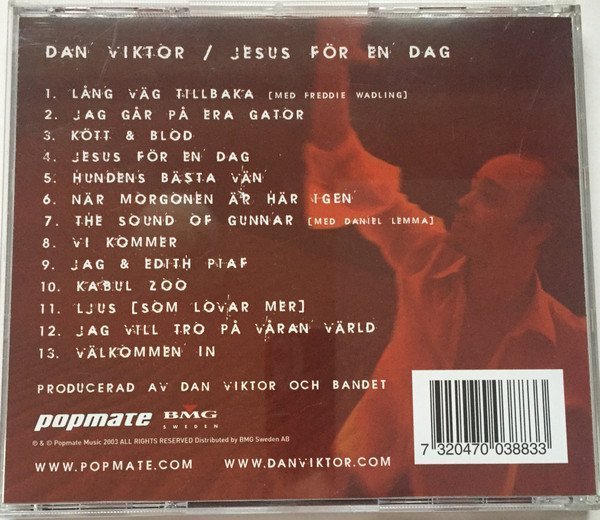 DAN VIKTOR / JESUS FÖR EN DAG
1. LÅNG VÄG TILLBAKA [MED FREDDIE WADLING]
2. JAG GÅR PÅ ERA GATOR
3. KÖTT & BLOD
4. JESUS FÖR EN DAG
5. HUNDENS BÄSTA VÄN
6. NÄR MORGONEN ÄR HÄR IGEN
7. THE SOUND OF GUNNAR [MED DANIEL LEMMA]
8. VI KOMMER
9. JAG & EDITH PIAF
10. KABUL ZOO
11. LJUS [SOM LOVAR MER]
12. JAG VILL TRO PÅ VÅRAN VÄRLD
13. VÄLKOMMEN IN
PRODUCERAD AV DAN VIKTOR OCH BANDET
popmate BMG
SWEDEN
℗ & © Popmate Music 2003 ALL RIGHTS RESERVED Distributed by BMG Sweden AB
WWW.POPMATE.COM WWW.DANVIKTOR.COM
7 320470 038833